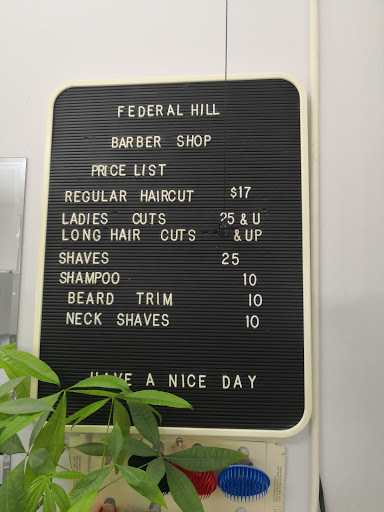 FEDERAL HILL
BARBER SHOP
PRICE LIST
REGULAR HAIRCUT $17
LADIES CUTS 25 & U
LONG HAIR CUTS & UP
SHAVES 25
SHAMPOO 10
BEARD TRIM 10
NECK SHAVES 10
HAVE A NICE DAY